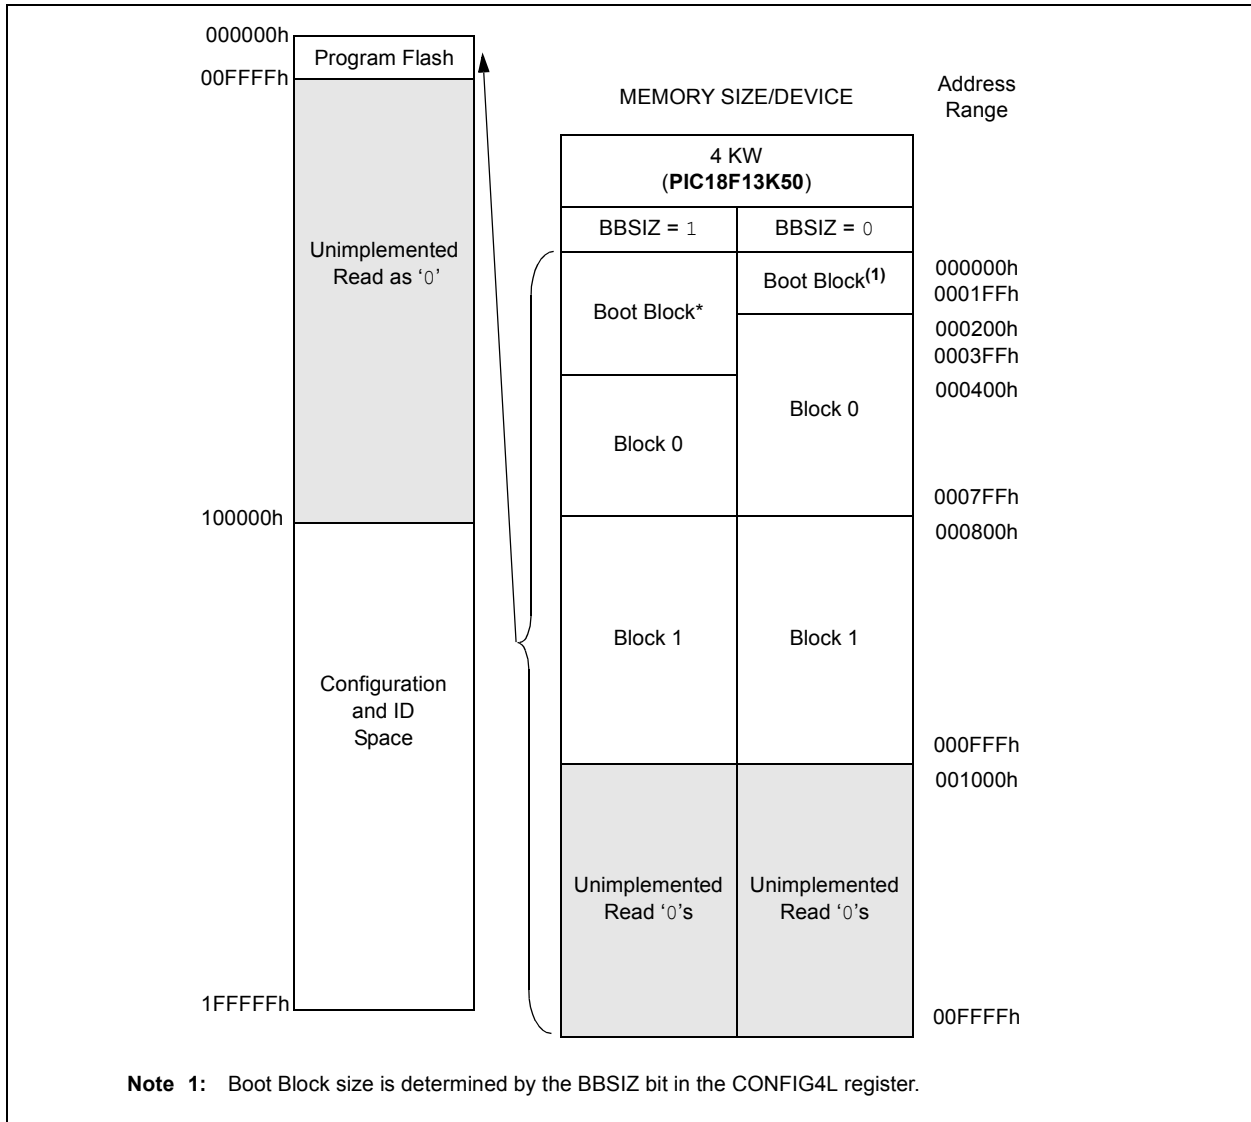 000000h
Program Flash
00FFFFh
Unimplemented
Read as ‘0’
100000h
Configuration
and ID
Space
1FFFFFh
MEMORY SIZE/DEVICE
Address
Range
4 KW
(PIC18F13K50)
BBSIZ = 1
BBSIZ = 0
Boot Block*
Block 0
Block 1
Unimplemented
Read ‘0’s
Boot Block(1)
Block 0
Block 1
Unimplemented
Read ‘0’s
000000h
0001FFh
000200h
0003FFh
000400h
0007FFh
000800h
000FFFh
001000h
00FFFFh
Note 1: Boot Block size is determined by the BBSIZ bit in the CONFIG4L register.